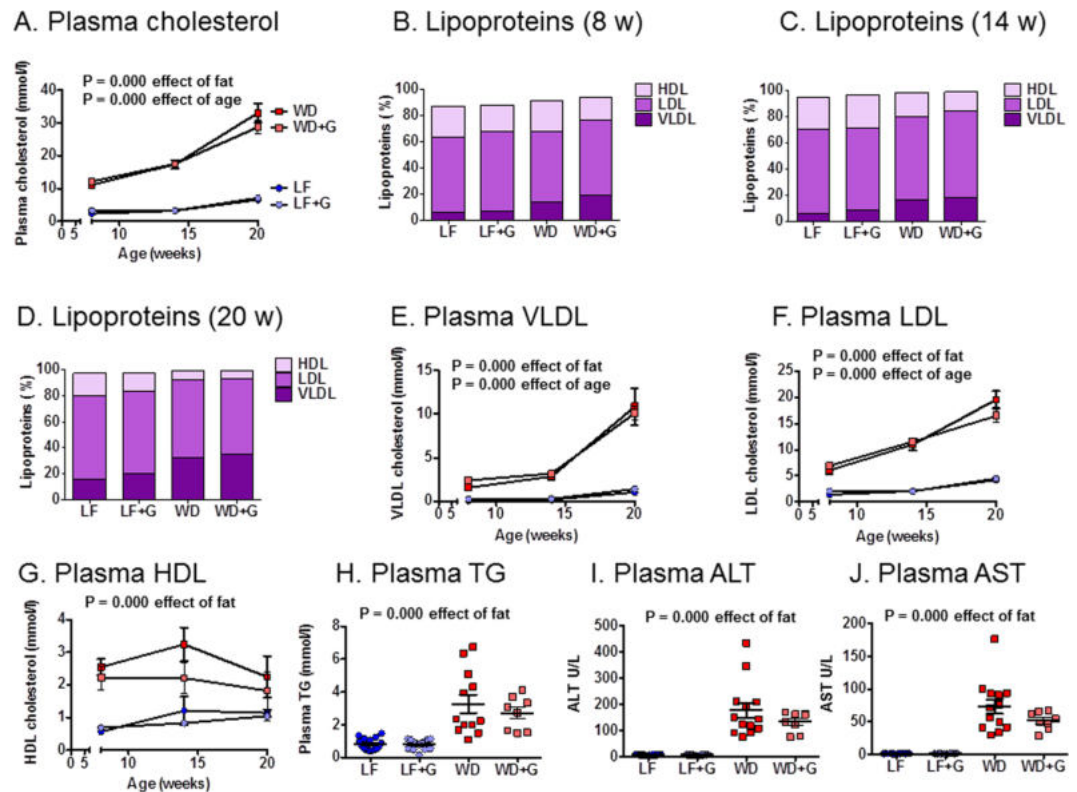 A. Plasma cholesterol
P = 0.000 effect of fat
P = 0.000 effect of age
Plasma cholesterol (mmol/l)
40
30
20
10
0
0 5 10 15 20
Age (weeks)
WD
WD+G
LF
LF+G
B. Lipoproteins (8 w)
Lipoproteins (%)
100
80
60
40
20
0
LF LF+G WD WD+G
HDL
LDL
VLDL
C. Lipoproteins (14 w)
Lipoproteins (%)
100
80
60
40
20
0
LF LF+G WD WD+G
HDL
LDL
VLDL
D. Lipoproteins (20 w)
Lipoproteins (%)
100
80
60
40
20
0
LF LF+G WD WD+G
HDL
LDL
VLDL
E. Plasma VLDL
P = 0.000 effect of fat
P = 0.000 effect of age
VLDL cholesterol (mmol/l)
15
10
5
0
0 5 10 15 20
Age (weeks)
F. Plasma LDL
P = 0.000 effect of fat
P = 0.000 effect of age
LDL cholesterol (mmol/l)
25
20
15
10
5
0
0 5 10 15 20
Age (weeks)
G. Plasma HDL
P = 0.000 effect of fat
HDL cholesterol (mmol/l)
4
3
2
1
0
0 5 10 15 20
Age (weeks)
H. Plasma TG
P = 0.000 effect of fat
Plasma TG (mmol/l)
8
6
4
2
0
LF LF+G WD WD+G
I. Plasma ALT
P = 0.000 effect of fat
ALT U/L
500
400
300
200
100
0
LF LF+G WD WD+G
J. Plasma AST
P = 0.000 effect of fat
AST U/L
200
150
100
50
0
LF LF+G WD WD+G